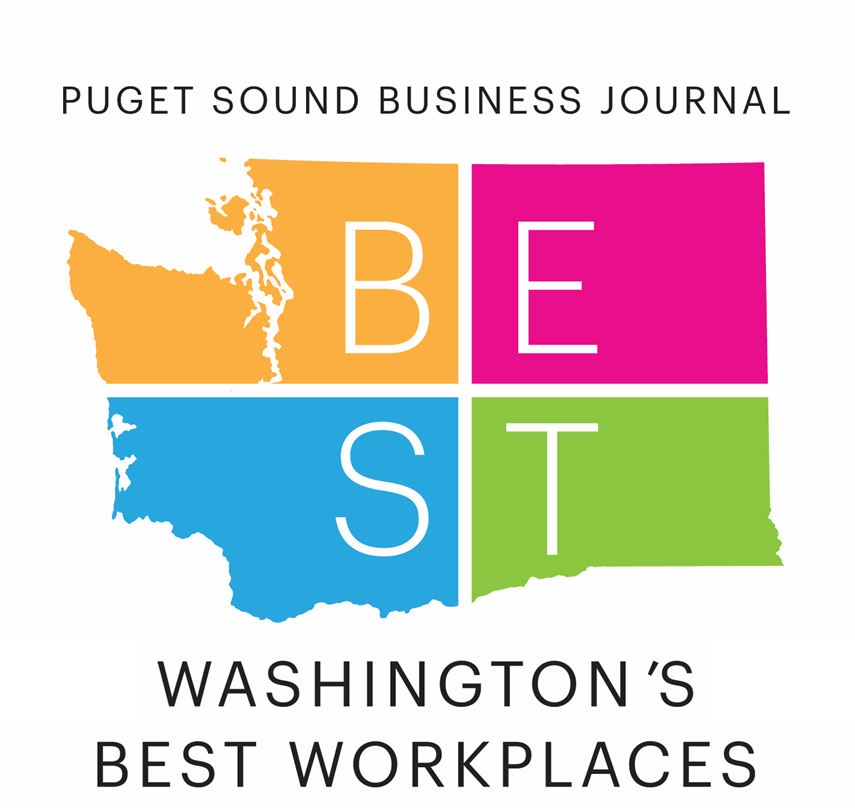 PUGET SOUND BUSINESS JOURNAL
BE
ST
WASHINGTON'S
BEST WORKPLACES